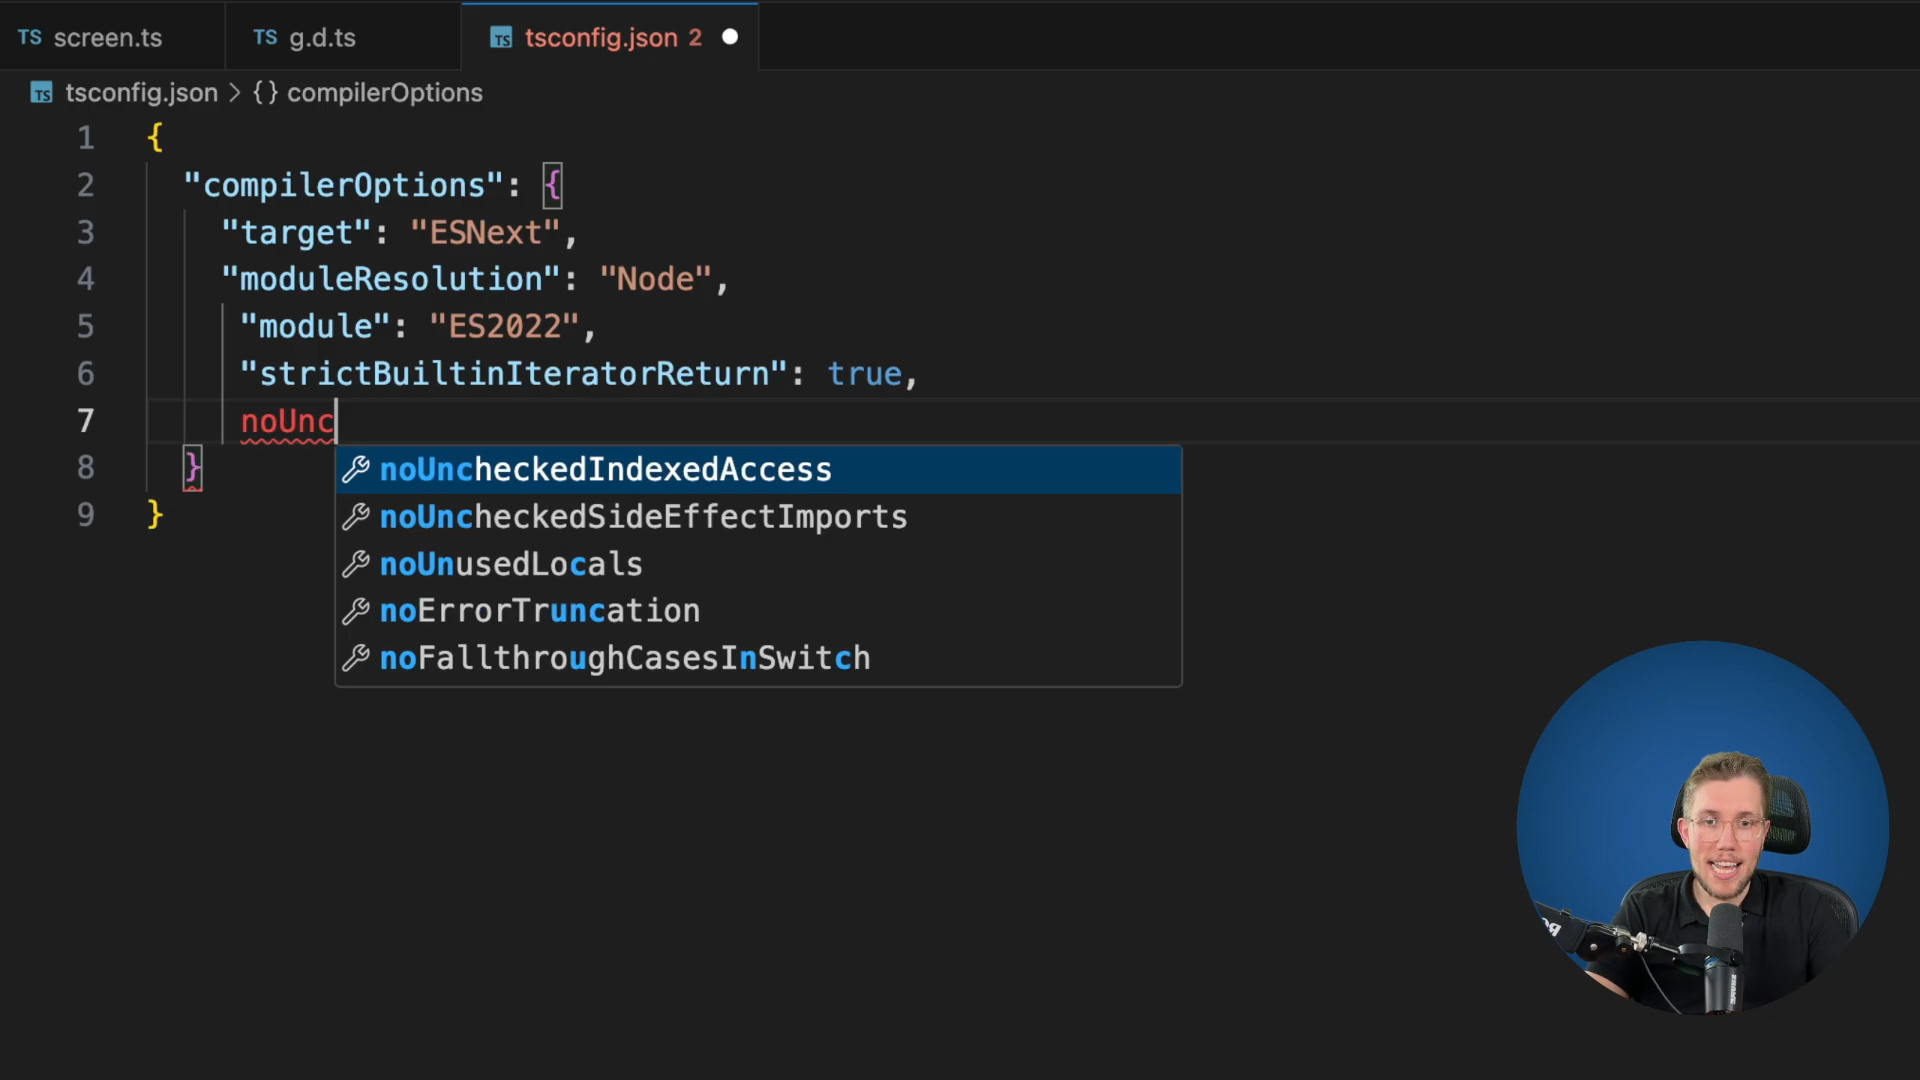 TS screen.ts
TS g.d.ts
TS tsconfig.json 2
TS tsconfig.json > {} compilerOptions
1 {
2 "compilerOptions": {
3 "target": "ESNext",
4 "moduleResolution": "Node",
5 "module": "ES2022",
6 "strictBuiltinIteratorReturn": true,
7 noUnc
8 }
9 }
noUncheckedIndexedAccess
noUncheckedSideEffectImports
noUnusedLocals
noErrorTruncation
noFallthroughCasesInSwitch